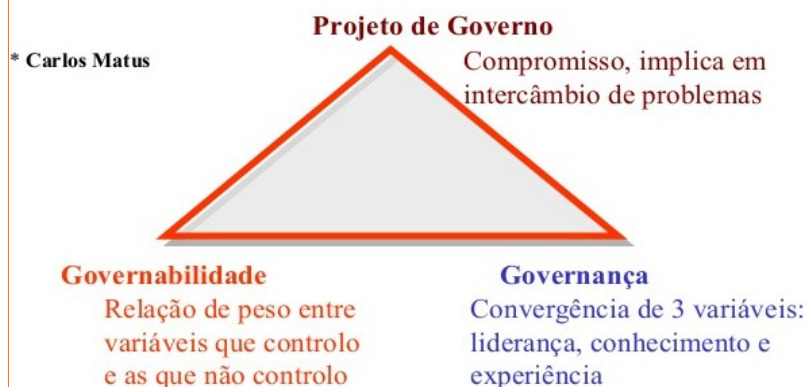 Projeto de Governo
* Carlos Matus
Compromisso, implica em
intercâmbio de problemas
Governabilidade
Relação de peso entre
variáveis que controlo
e as que não controlo
Governança
Convergência de 3 variáveis:
liderança, conhecimento e
experiência